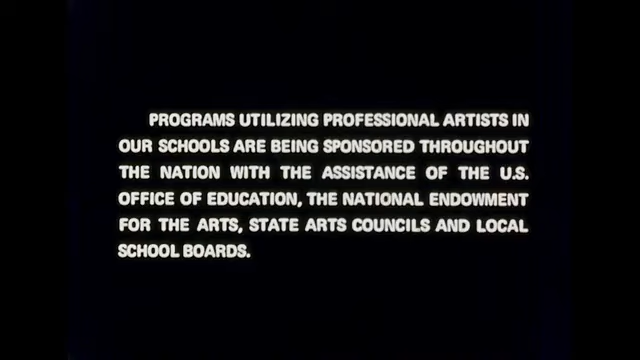 PROGRAMS UTILIZING PROFESSIONAL ARTISTS IN
OUR SCHOOLS ARE BEING SPONSORED THROUGHOUT
THE NATION WITH THE ASSISTANCE OF THE U.S.
OFFICE OF EDUCATION, THE NATIONAL ENDOWMENT
FOR THE ARTS, STATE ARTS COUNCILS AND LOCAL
SCHOOL BOARDS.